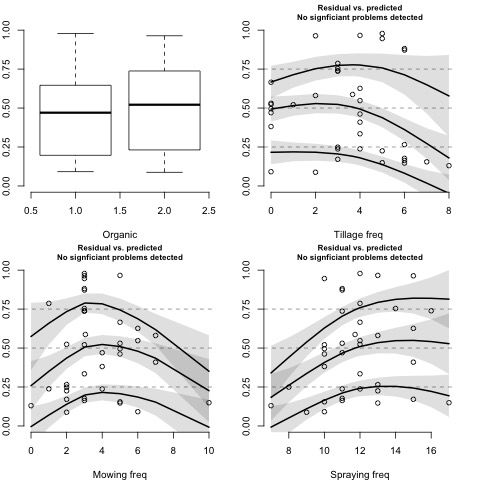 0.00 0.25 0.50 0.75 1.00
0.5 1.0 1.5 2.0 2.5
Organic
Residual vs. predicted
No signficiant problems detected
0.00 0.25 0.50 0.75 1.00
0 2 4 6 8
Tillage freq
Residual vs. predicted
No signficiant problems detected
0.00 0.25 0.50 0.75 1.00
0 2 4 6 8 10
Mowing freq
Residual vs. predicted
No signficiant problems detected
0.00 0.25 0.50 0.75 1.00
8 10 12 14 16
Spraying freq